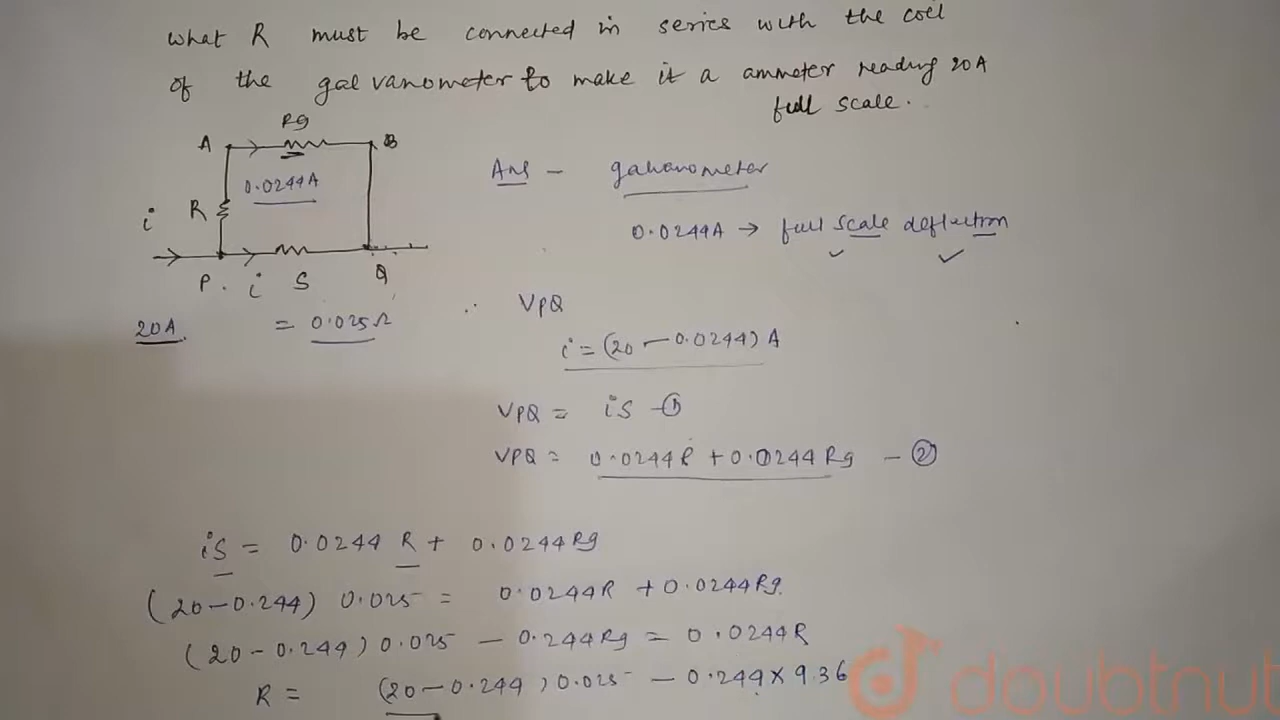 what R must be connected in series with the coil
of the galvanometer to make it a ammeter reading 20A
full scale.
Rg
A
B
0.0244A
R
i
P. i S Q
20A = 0.025Ω
Ans - galvanometer
0.0244A → full scale deflection
∴ VPQ
i = (20 - 0.0244) A
VPQ = iS - ①
VPQ = 0.0244R + 0.0244 Rg - ②
iS = 0.0244 R + 0.0244Rg
(20-0.244) 0.025 = 0.0244R + 0.0244Rg.
(20-0.244) 0.025 - 0.244Rg = 0.0244R
R = (20-0.244) 0.025 - 0.244 × 9.36
doubtnut